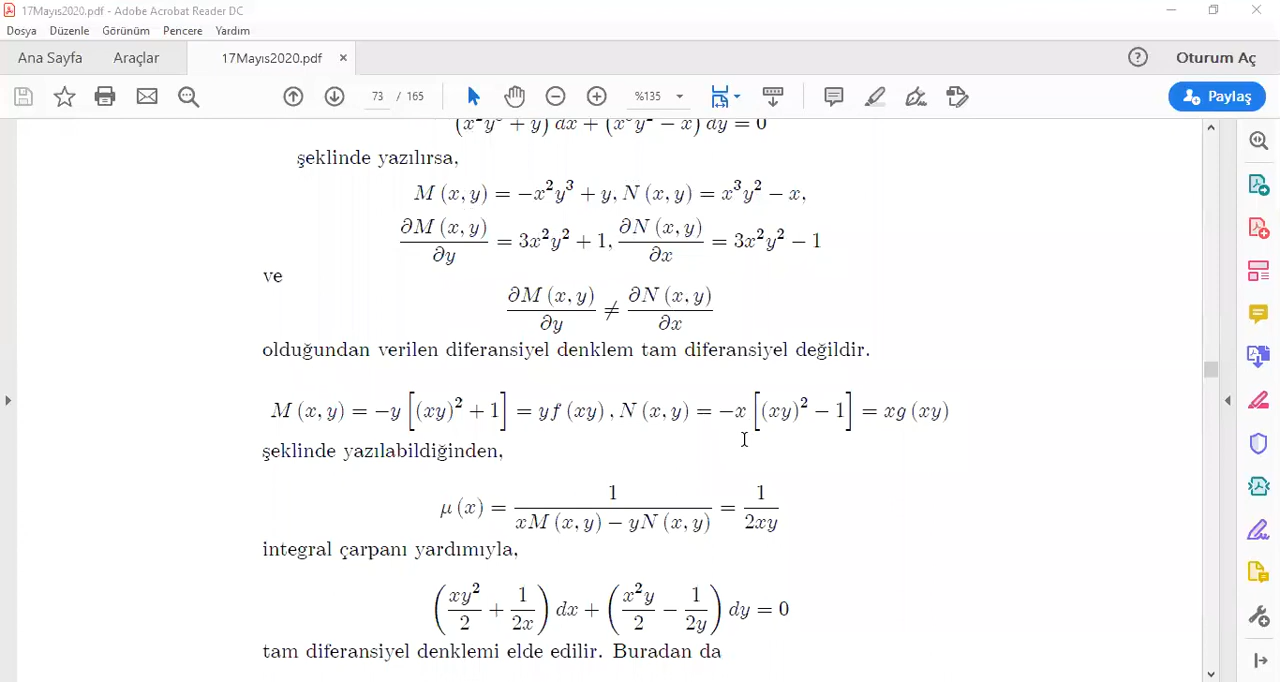 17Mayıs2020.pdf - Adobe Acrobat Reader DC
Dosya Düzenle Görünüm Pencere Yardım
Ana Sayfa Araçlar 17Mayıs2020.pdf × ? Oturum Aç
73 / 165 %135 Paylaş
dx + dy = 0
şeklinde yazılırsa,
M (x, y) = −x²y³ + y, N (x, y) = x³y² − x,
∂M (x, y)/∂y = 3x²y² + 1, ∂N (x, y)/∂x = 3x²y² − 1
ve
∂M (x, y)/∂y ≠ ∂N (x, y)/∂x
olduğundan verilen diferansiyel denklem tam diferansiyel değildir.
M (x, y) = −y [(xy)² + 1] = yf (xy) , N (x, y) = −x [(xy)² − 1] = xg (xy)
şeklinde yazılabildiğinden,
μ (x) = 1/(xM (x, y) − yN (x, y)) = 1/(2xy)
integral çarpanı yardımıyla,
(xy²/2 + 1/(2x)) dx + (x²y/2 − 1/(2y)) dy = 0
tam diferansiyel denklemi elde edilir. Buradan da